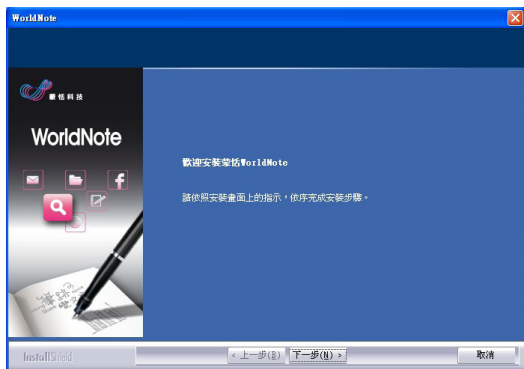 WorldNote
蒙恬科技
WorldNote
歡迎安裝蒙恬WorldNote
請依照安裝畫面上的指示，依序完成安裝步驟。
InstallShield
< 上一步(B)
下一步(N) >
取消